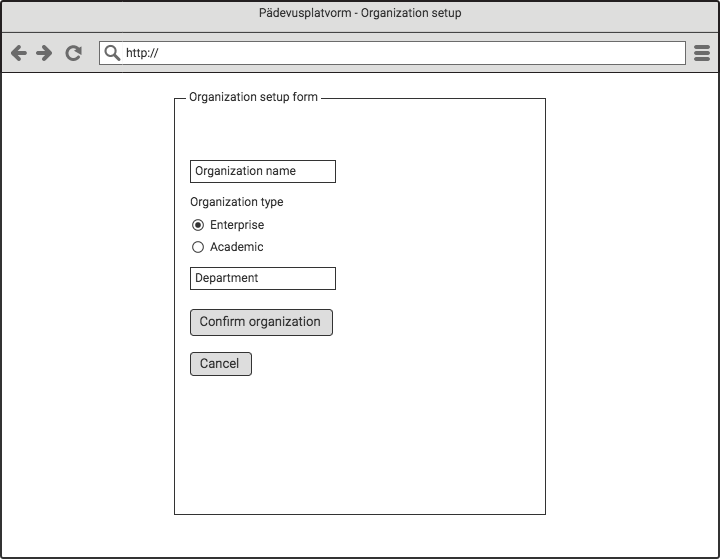 Pädevusplatvorm - Organization setup
http://
Organization setup form
Organization name
Organization type
Enterprise
Academic
Department
Confirm organization
Cancel